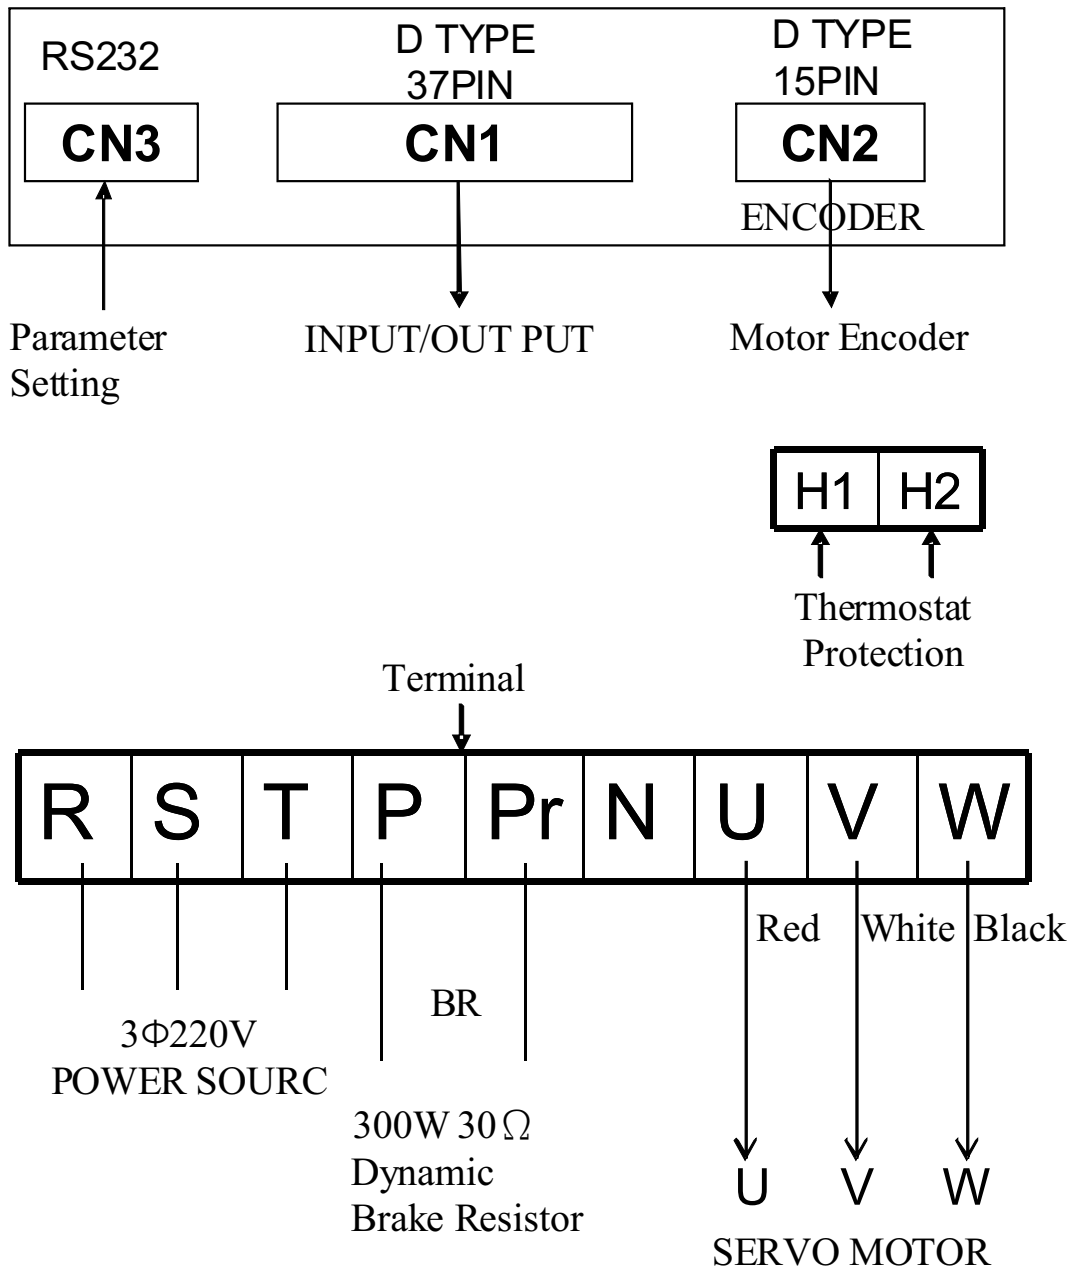 RS232
D TYPE
37PIN
D TYPE
15PIN
CN3
CN1
CN2
ENCODER
Parameter
Setting
INPUT/OUT PUT
Motor Encoder
H1 H2
Thermostat
Protection
Terminal
R S T P Pr N U V W
Red White Black
BR
3Φ220V
POWER SOURC
300W 30Ω
Dynamic
Brake Resistor
U V W
SERVO MOTOR